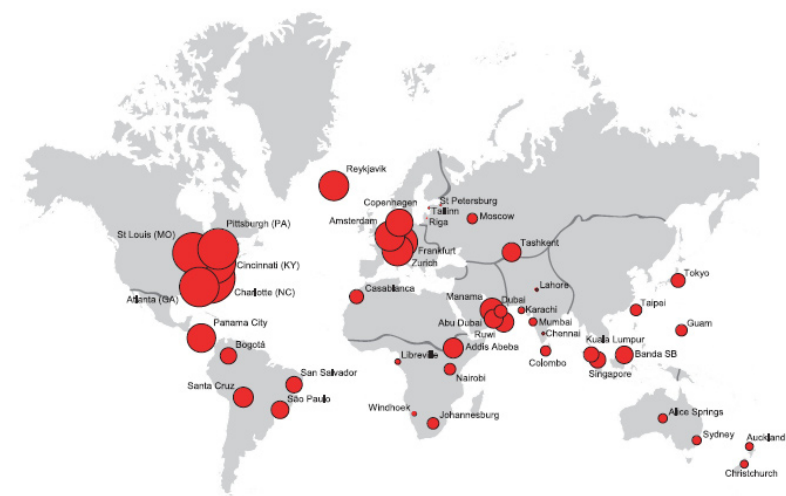 Reykjavik
Copenhagen
St Petersburg
Tallinn
Riga
Moscow
Amsterdam
Frankfurt
Zurich
Pittsburgh (PA)
St Louis (MO)
Cincinnati (KY)
Charlotte (NC)
Atlanta (GA)
Tashkent
Casablanca
Manama
Dubai
Lahore
Karachi
Abu Dubai
Mumbai
Ruwi
Chennai
Tokyo
Taipei
Guam
Panama City
Bogotá
Libreville
Addis Abeba
Nairobi
Colombo
Kuala Lumpur
Banda SB
Singapore
San Salvador
Santa Cruz
São Paulo
Windhoek
Johannesburg
Alice Springs
Sydney
Auckland
Christchurch